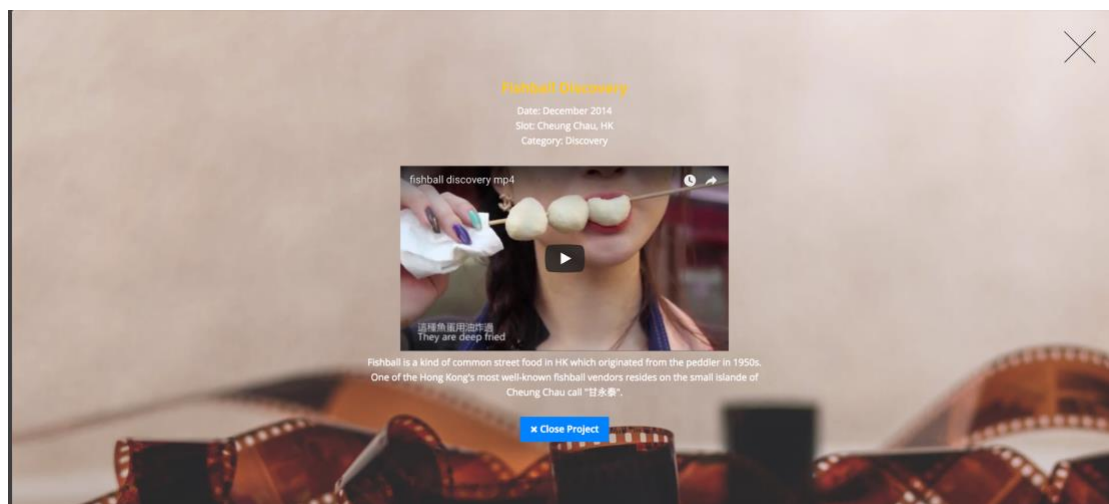 Fishball Discovery
Date: December 2014
Slot: Cheung Chau, HK
Category: Discovery
fishball discovery mp4
這種魚蛋用油炸過
They are deep fried
Fishball is a kind of common street food in HK which originated from the peddler in 1950s.
One of the Hong Kong's most well-known fishball vendors resides on the small islande of
Cheung Chau call "甘永泰".
× Close Project